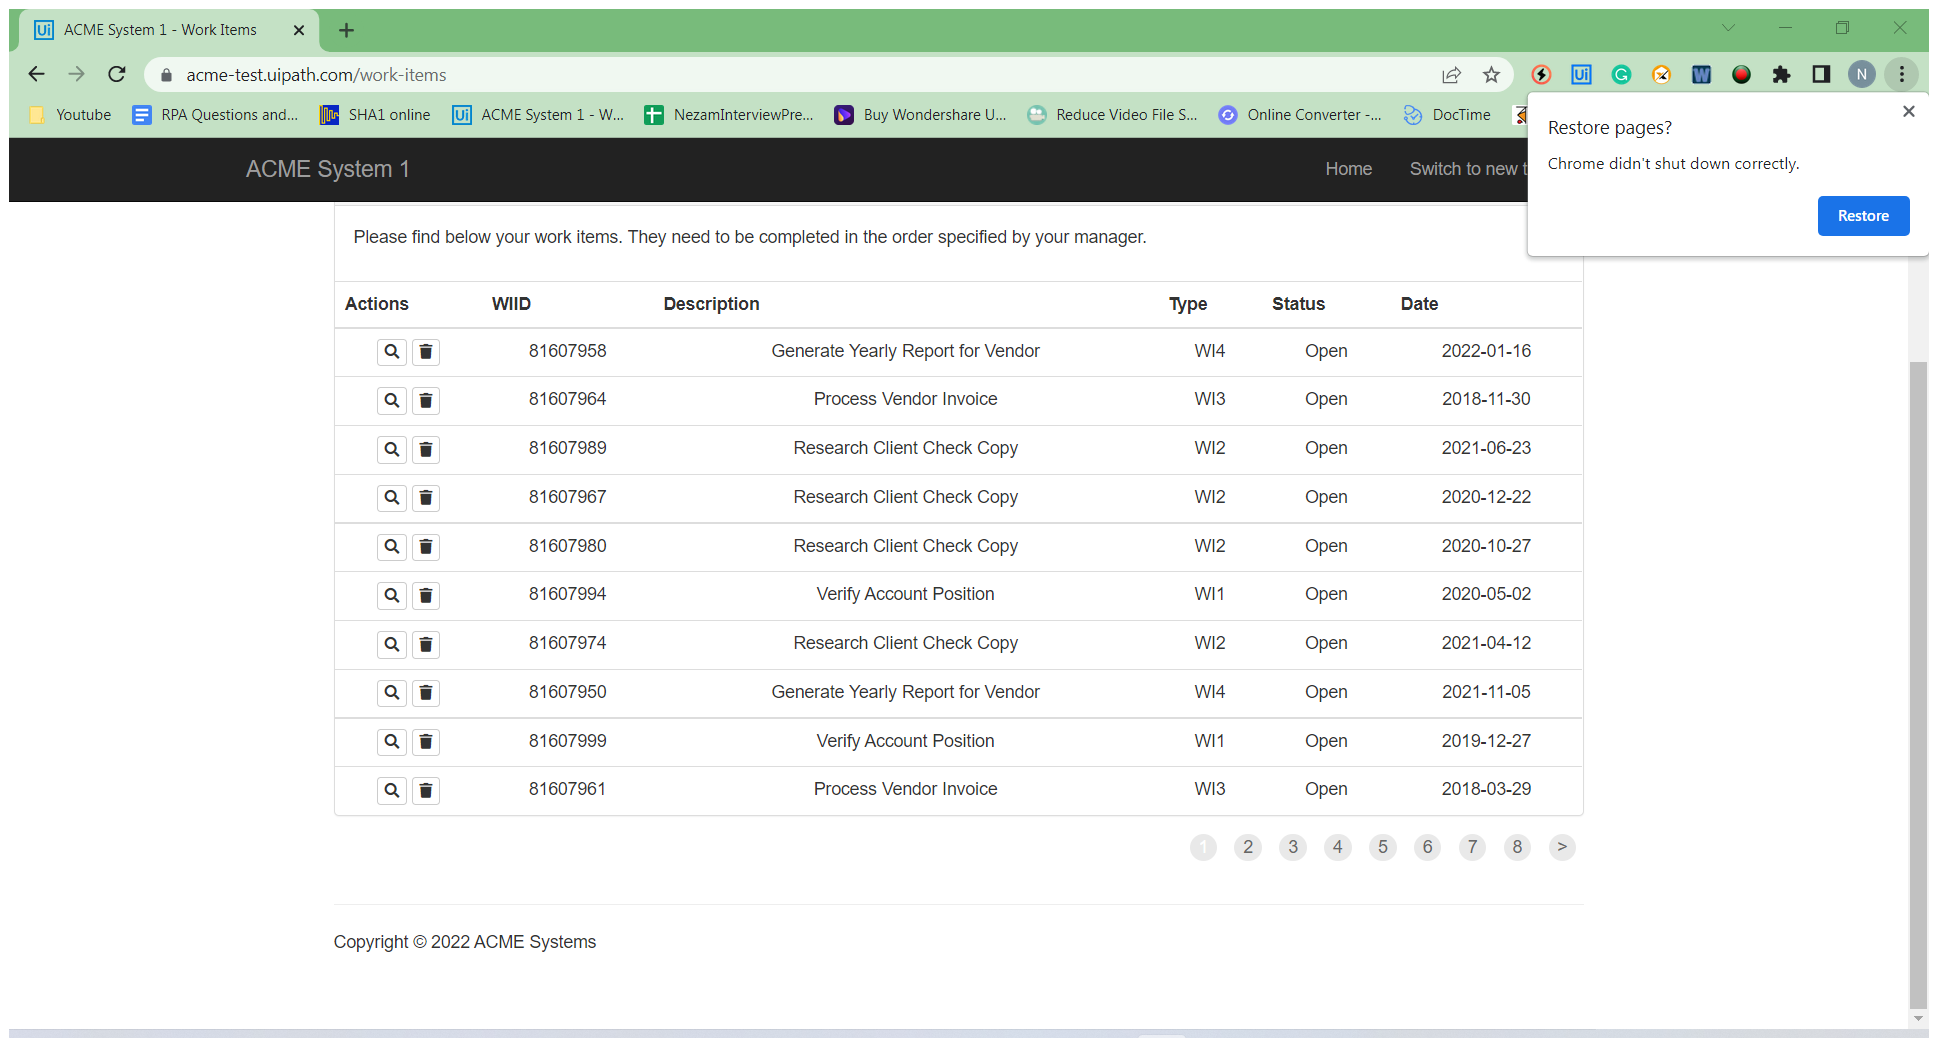 ACME System 1 - Work Items
acme-test.uipath.com/work-items
N
Youtube RPA Questions and... SHA1 online ACME System 1 - W... NezamInterviewPre... Buy Wondershare U... Reduce Video File S... Online Converter -... DocTime
Restore pages?
Chrome didn't shut down correctly.
Restore
ACME System 1 Home Switch to new t
Please find below your work items. They need to be completed in the order specified by your manager.
Actions WIID Description Type Status Date
81607958 Generate Yearly Report for Vendor WI4 Open 2022-01-16
81607964 Process Vendor Invoice WI3 Open 2018-11-30
81607989 Research Client Check Copy WI2 Open 2021-06-23
81607967 Research Client Check Copy WI2 Open 2020-12-22
81607980 Research Client Check Copy WI2 Open 2020-10-27
81607994 Verify Account Position WI1 Open 2020-05-02
81607974 Research Client Check Copy WI2 Open 2021-04-12
81607950 Generate Yearly Report for Vendor WI4 Open 2021-11-05
81607999 Verify Account Position WI1 Open 2019-12-27
81607961 Process Vendor Invoice WI3 Open 2018-03-29
1 2 3 4 5 6 7 8 >
Copyright © 2022 ACME Systems